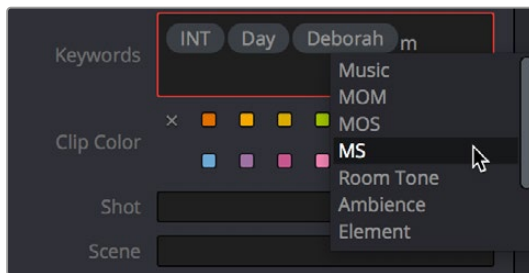 Keywords INT Day Deborah m
Music
MOM
MOS
Clip Color
MS
Room Tone
Shot
Ambience
Element
Scene